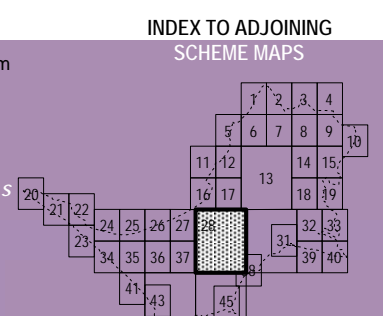 INDEX TO ADJOINING
SCHEME MAPS
m
1 2 3 4
5 6 7 8 9 10
11 12 13 14 15
s 20 16 17 18 19
21 22 24 25 26 27 28 32 33
23 31
34 35 36 37 39 40
41 43 45